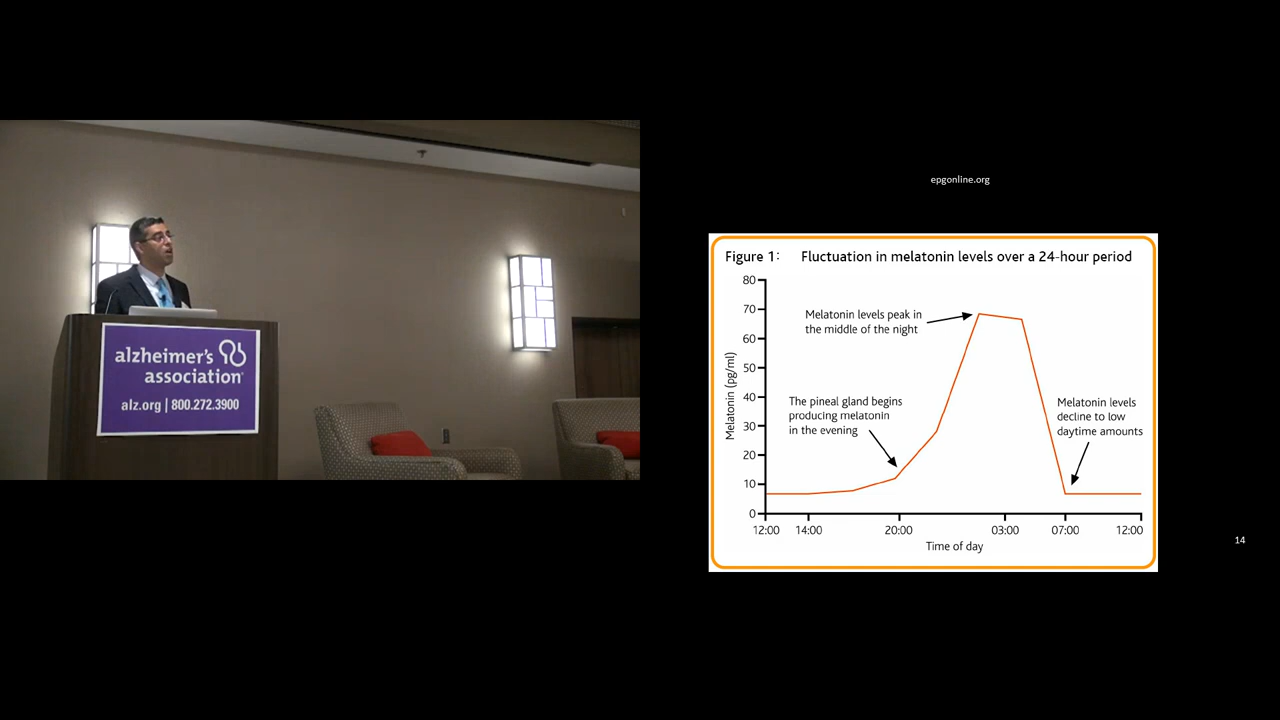 alzheimer's
association
alz.org | 800.272.3900
epgonline.org
Figure 1: Fluctuation in melatonin levels over a 24-hour period
80
70
60
50
40
30
20
10
0
Melatonin (pg/ml)
Melatonin levels peak in
the middle of the night
The pineal gland begins
producing melatonin
in the evening
Melatonin levels
decline to low
daytime amounts
12:00 14:00 20:00 03:00 07:00 12:00
Time of day
14